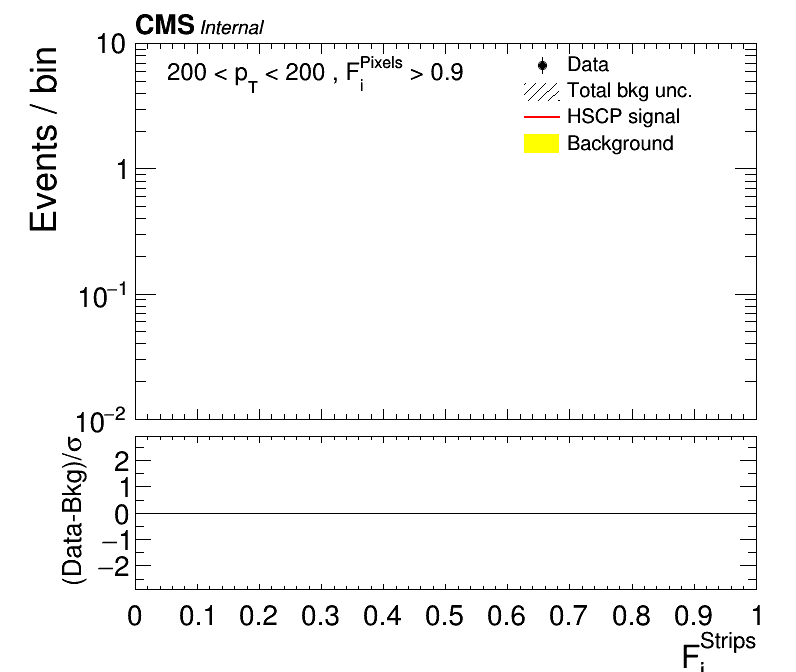 CMS Internal
10
1
10⁻¹
10⁻²
Events / bin
200 < p_T < 200 , F_i^Pixels > 0.9
Data
Total bkg unc.
HSCP signal
Background
(Data-Bkg)/σ
2
1
0
−1
−2
0 0.1 0.2 0.3 0.4 0.5 0.6 0.7 0.8 0.9 1
F_i^Strips